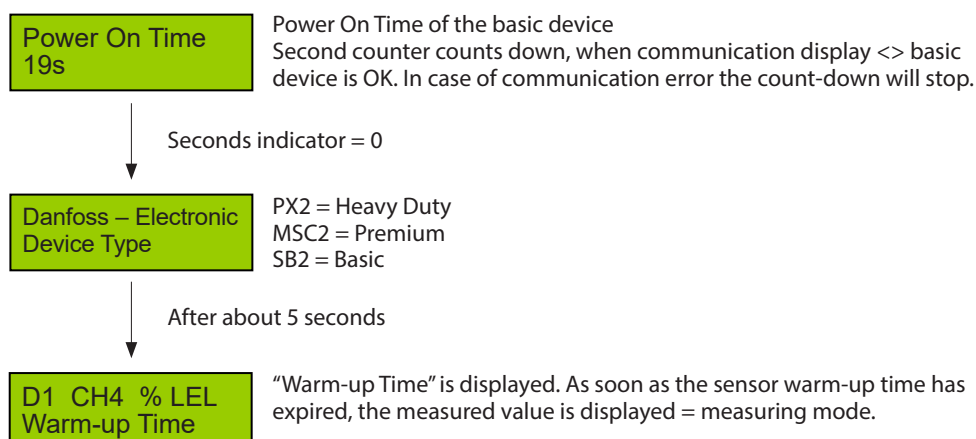 Power On Time
19s
Power On Time of the basic device
Second counter counts down, when communication display <> basic
device is OK. In case of communication error the count-down will stop.
Seconds indicator = 0
Danfoss – Electronic
Device Type
PX2 = Heavy Duty
MSC2 = Premium
SB2 = Basic
After about 5 seconds
D1 CH4 % LEL
Warm-up Time
“Warm-up Time” is displayed. As soon as the sensor warm-up time has
expired, the measured value is displayed = measuring mode.